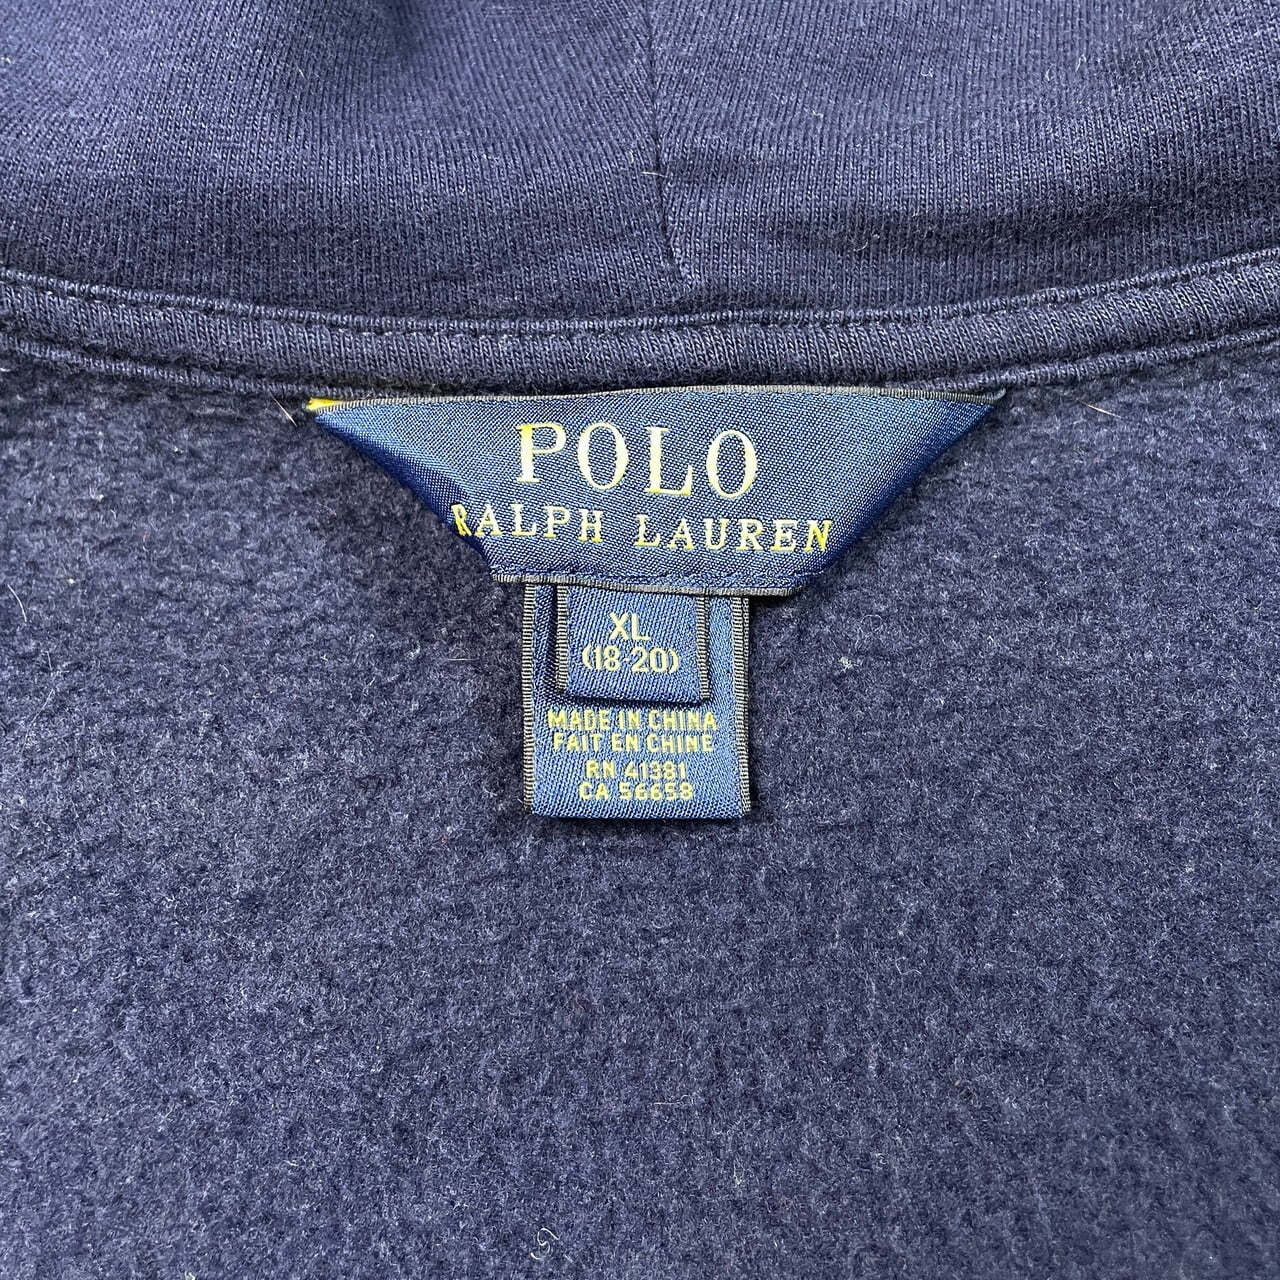 POLO
RALPH LAUREN
XL
(18-20)
MADE IN CHINA
FAIT EN CHINE
RN 41381
CA 56658